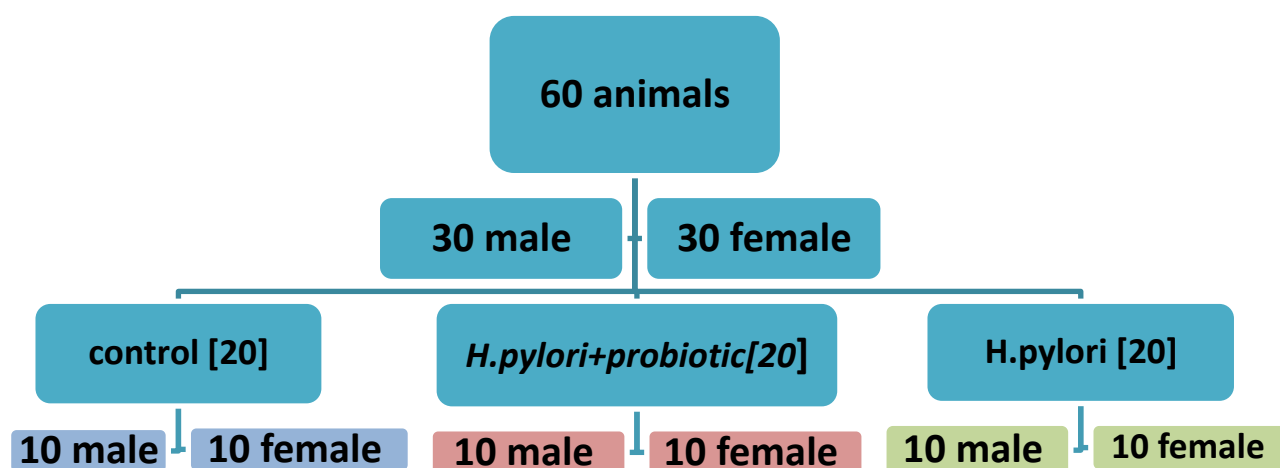 60 animals
30 male
30 female
control [20]
H.pylori+probiotic[20]
H.pylori [20]
10 male
10 female
10 male
10 female
10 male
10 female